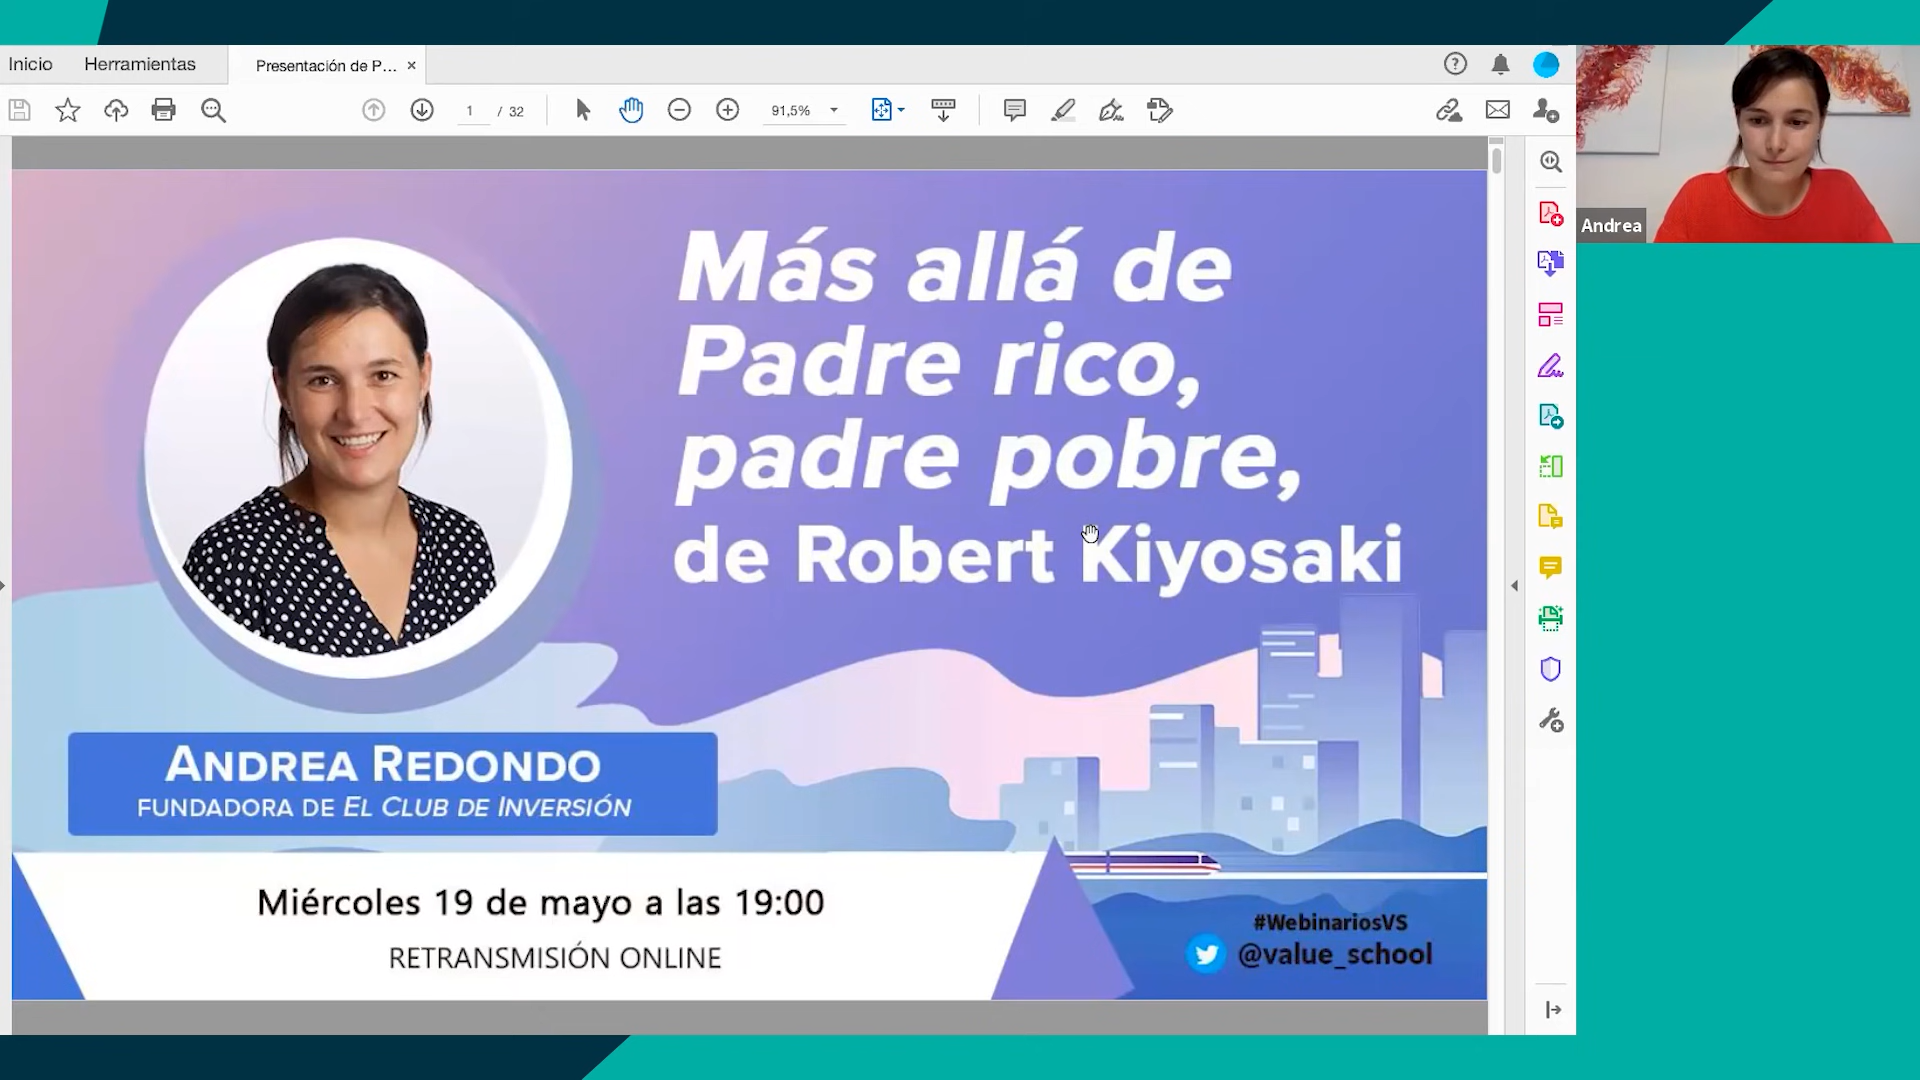 Inicio
Herramientas
Presentación de P...
1 / 32
91,5%
Andrea
Más allá de
Padre rico,
padre pobre,
de Robert Kiyosaki
ANDREA REDONDO
FUNDADORA DE EL CLUB DE INVERSIÓN
Miércoles 19 de mayo a las 19:00
RETRANSMISIÓN ONLINE
#WebinariosVS
@value_school